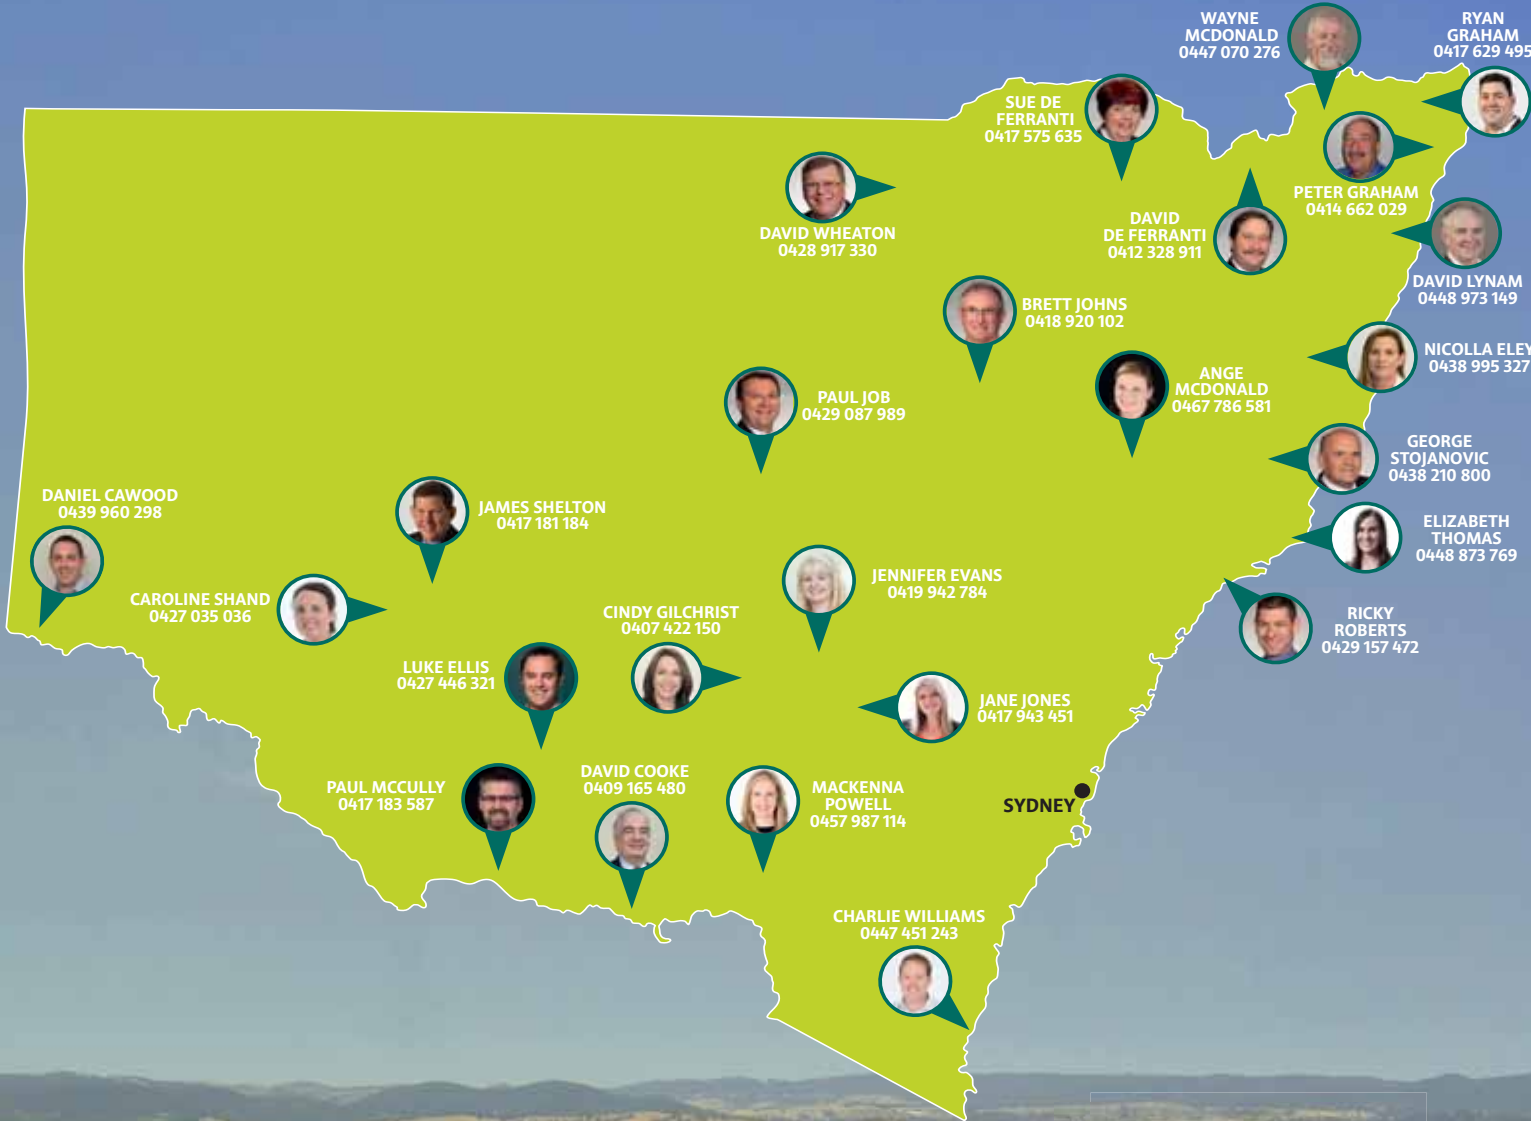 WAYNE
MCDONALD
0447 070 276
RYAN
GRAHAM
0417 629 495
SUE DE
FERRANTI
0417 575 635
PETER GRAHAM
0414 662 029
DAVID WHEATON
0428 917 330
DAVID
DE FERRANTI
0412 328 911
DAVID LYNAM
0448 973 149
BRETT JOHNS
0418 920 102
NICOLLA ELEY
0438 995 327
ANGE
MCDONALD
0467 786 581
PAUL JOB
0429 087 989
GEORGE
STOJANOVIC
0438 210 800
DANIEL CAWOOD
0439 960 298
JAMES SHELTON
0417 181 184
ELIZABETH
THOMAS
0448 873 769
JENNIFER EVANS
0419 942 784
CAROLINE SHAND
0427 035 036
CINDY GILCHRIST
0407 422 150
RICKY
ROBERTS
0429 157 472
LUKE ELLIS
0427 446 321
JANE JONES
0417 943 451
DAVID COOKE
0409 165 480
PAUL MCCULLY
0417 183 587
MACKENNA
POWELL
0457 987 114
SYDNEY
CHARLIE WILLIAMS
0447 451 243